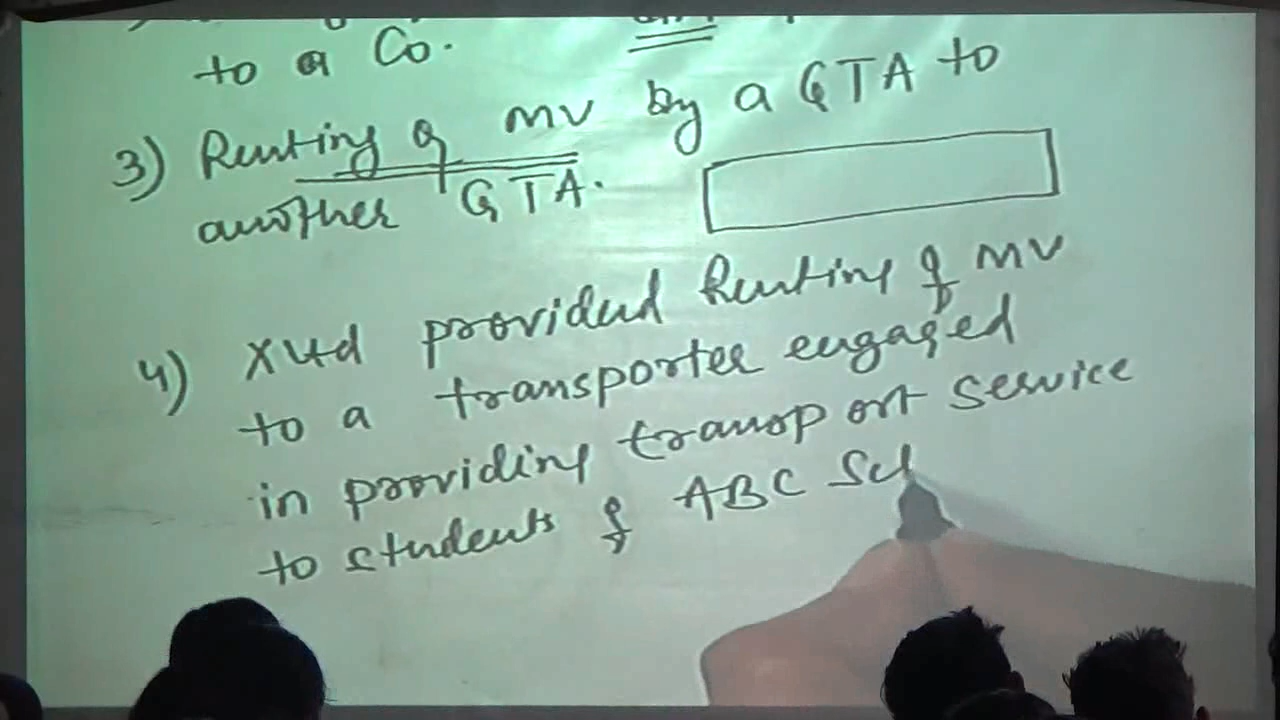 to a Co.
3) Renting of MV by a GTA to
another GTA.
4) X Ltd provided Renting of MV
to a transporter engaged
in providing transport service
to students of ABC Sch